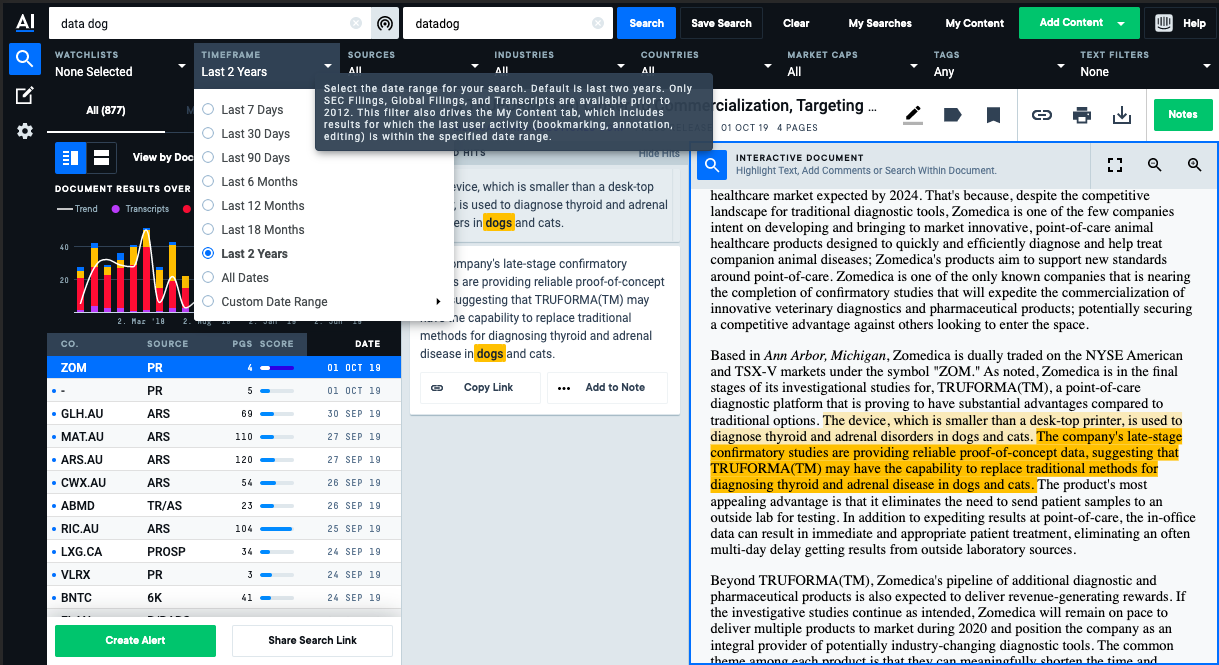 AI
data dog
datadog
Search
Save Search
Clear
My Searches
My Content
Add Content
Help
WATCHLISTS
None Selected
TIMEFRAME
Last 2 Years
SOURCES
All
INDUSTRIES
All
COUNTRIES
All
MARKET CAPS
All
TAGS
Any
TEXT FILTERS
None
Select the date range for your search. Default is last two years. Only
SEC Filings, Global Filings, and Transcripts are available prior to
2012. This filter also drives the My Content tab, which includes
results for which the last user activity (bookmarking, annotation,
editing) is within the specified date range.
Last 7 Days
Last 30 Days
Last 90 Days
Last 6 Months
Last 12 Months
Last 18 Months
Last 2 Years
All Dates
Custom Date Range
All (877)
View by Doc
DOCUMENT RESULTS OVER
Trend
Transcripts
40
20
2. Mar '18
CO. SOURCE PGS SCORE DATE
ZOM PR 4 01 OCT 19
- PR 5 01 OCT 19
GLH.AU ARS 69 30 SEP 19
MAT.AU ARS 110 27 SEP 19
ARS.AU ARS 120 27 SEP 19
CWX.AU ARS 54 26 SEP 19
ABMD TR/AS 23 26 SEP 19
RIC.AU ARS 104 25 SEP 19
LXG.CA PROSP 34 24 SEP 19
VLRX PR 3 24 SEP 19
BNTC 6K 41 24 SEP 19
Create Alert
Share Search Link
HITS
Hide Hits
which is smaller than a desk-top
is used to diagnose thyroid and adrenal
in dogs and cats.
company's late-stage confirmatory
are providing reliable proof-of-concept
suggesting that TRUFORMA(TM) may
the capability to replace traditional
methods for diagnosing thyroid and adrenal
disease in dogs and cats.
Copy Link
Add to Note
mmercialization, Targeting ...
01 OCT 19 4 PAGES
Notes
INTERACTIVE DOCUMENT
Highlight Text, Add Comments or Search Within Document.
healthcare market expected by 2024. That's because, despite the competitive
landscape for traditional diagnostic tools, Zomedica is one of the few companies
intent on developing and bringing to market innovative, point-of-care animal
healthcare products designed to quickly and efficiently diagnose and help treat
companion animal diseases; Zomedica's products aim to support new standards
around point-of-care. Zomedica is one of the only known companies that is nearing
the completion of confirmatory studies that will expedite the commercialization of
innovative veterinary diagnostics and pharmaceutical products; potentially securing
a competitive advantage against others looking to enter the space.
Based in Ann Arbor, Michigan, Zomedica is dually traded on the NYSE American
and TSX-V markets under the symbol "ZOM." As noted, Zomedica is in the final
stages of its investigational studies for, TRUFORMA(TM), a point-of-care
diagnostic platform that is proving to have substantial advantages compared to
traditional options. The device, which is smaller than a desk-top printer, is used to
diagnose thyroid and adrenal disorders in dogs and cats. The company's late-stage
confirmatory studies are providing reliable proof-of-concept data, suggesting that
TRUFORMA(TM) may have the capability to replace traditional methods for
diagnosing thyroid and adrenal disease in dogs and cats. The product's most
appealing advantage is that it eliminates the need to send patient samples to an
outside lab for testing. In addition to expediting results at point-of-care, the in-office
data can result in immediate and appropriate patient treatment, eliminating an often
multi-day delay getting results from outside laboratory sources.
Beyond TRUFORMA(TM), Zomedica's pipeline of additional diagnostic and
pharmaceutical products is also expected to deliver revenue-generating rewards. If
the investigative studies continue as intended, Zomedica will remain on pace to
deliver multiple products to market during 2020 and position the company as an
integral provider of potentially industry-changing diagnostic tools. The common
theme among each product is that they can meaningfully shorten the time and